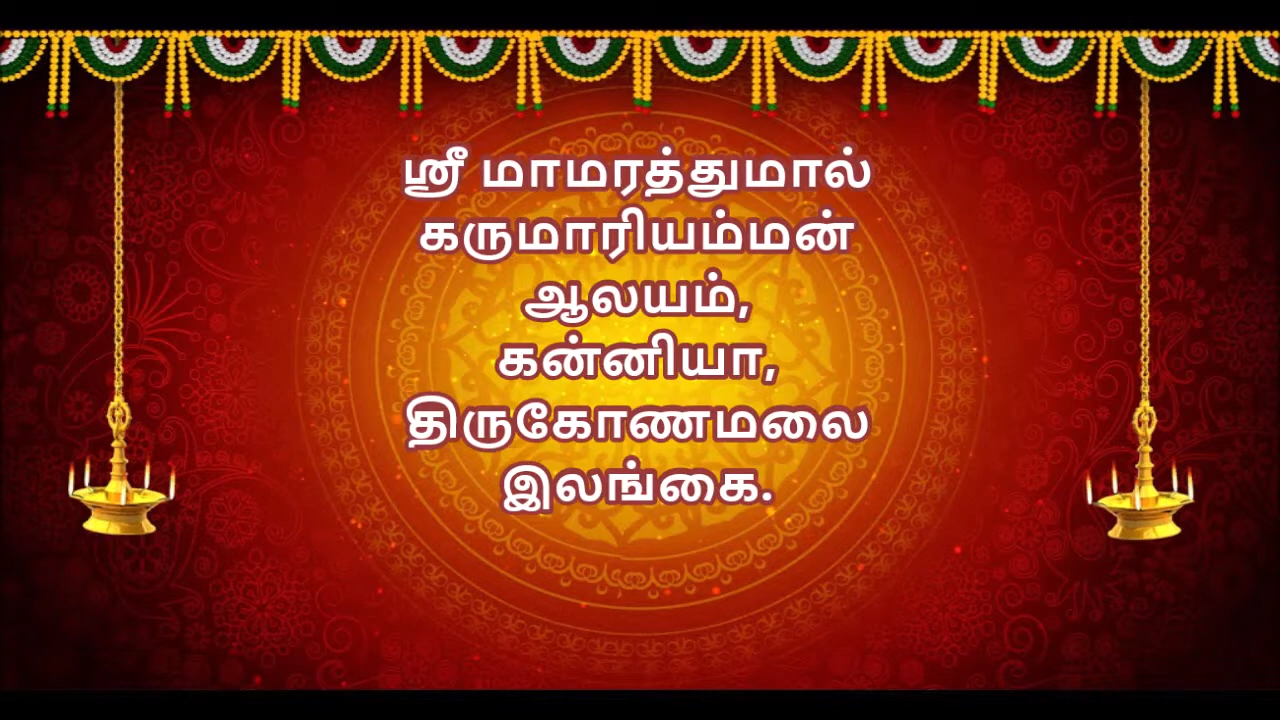 ஸ்ரீ மாமரத்துமால்
கருமாரியம்மன்
ஆலயம்,
கன்னியா,
திருகோணமலை
இலங்கை.